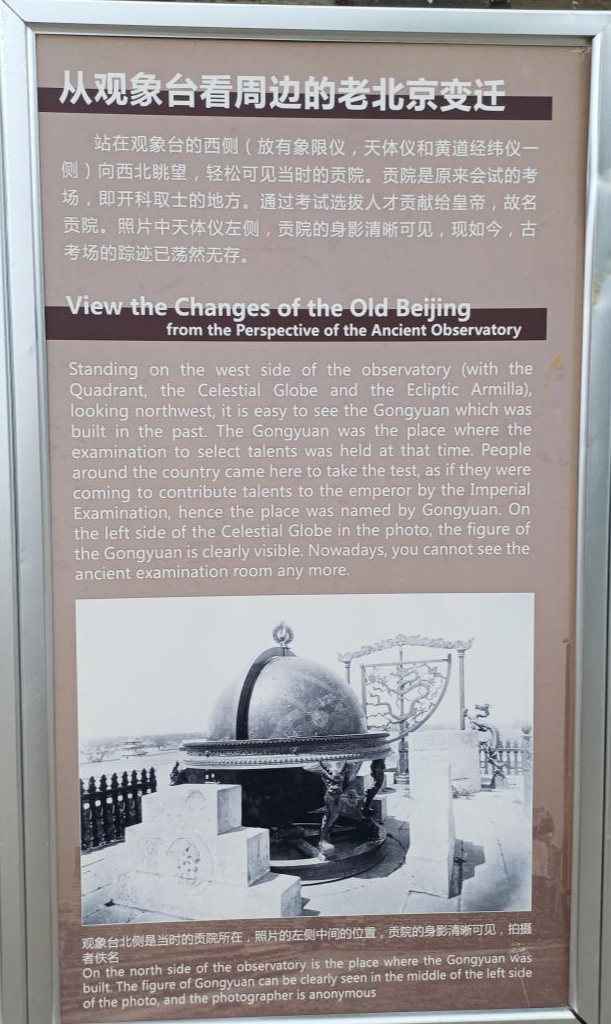 从观象台看周边的老北京变迁
站在观象台的西侧（放有象限仪，天体仪和黄道经纬仪一
侧）向西北眺望，轻松可见当时的贡院。贡院是原来会试的考
场，即开科取士的地方。通过考试选拔人才贡献给皇帝，故名
贡院。照片中天体仪左侧，贡院的身影清晰可见，现如今，古
考场的踪迹已荡然无存。
View the Changes of the Old Beijing
from the Perspective of the Ancient Observatory
Standing on the west side of the observatory (with the
Quadrant, the Celestial Globe and the Ecliptic Armilla),
looking northwest, it is easy to see the Gongyuan which was
built in the past. The Gongyuan was the place where the
examination to select talents was held at that time. People
around the country came here to take the test, as if they were
coming to contribute talents to the emperor by the Imperial
Examination, hence the place was named by Gongyuan. On
the left side of the Celestial Globe in the photo, the figure of
the Gongyuan is clearly visible. Nowadays, you cannot see the
ancient examination room any more.
观象台北侧是当时的贡院所在，照片的左侧中间的位置，贡院的身影清晰可见，拍摄
者佚名
On the north side of the observatory is the place where the Gongyuan was
built. The figure of Gongyuan can be clearly seen in the middle of the left side
of the photo, and the photographer is anonymous